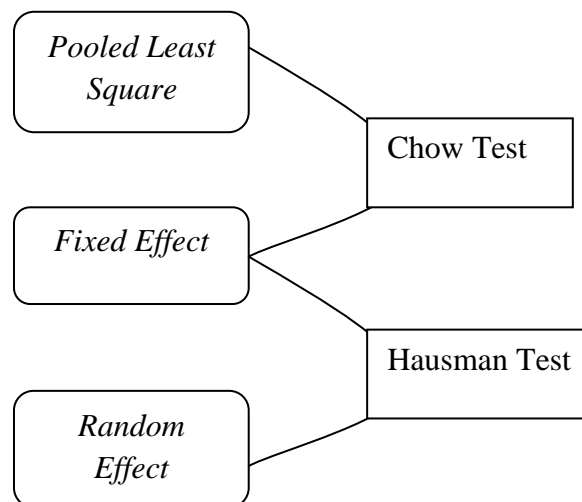 Pooled Least
Square
Chow Test
Fixed Effect
Hausman Test
Random
Effect